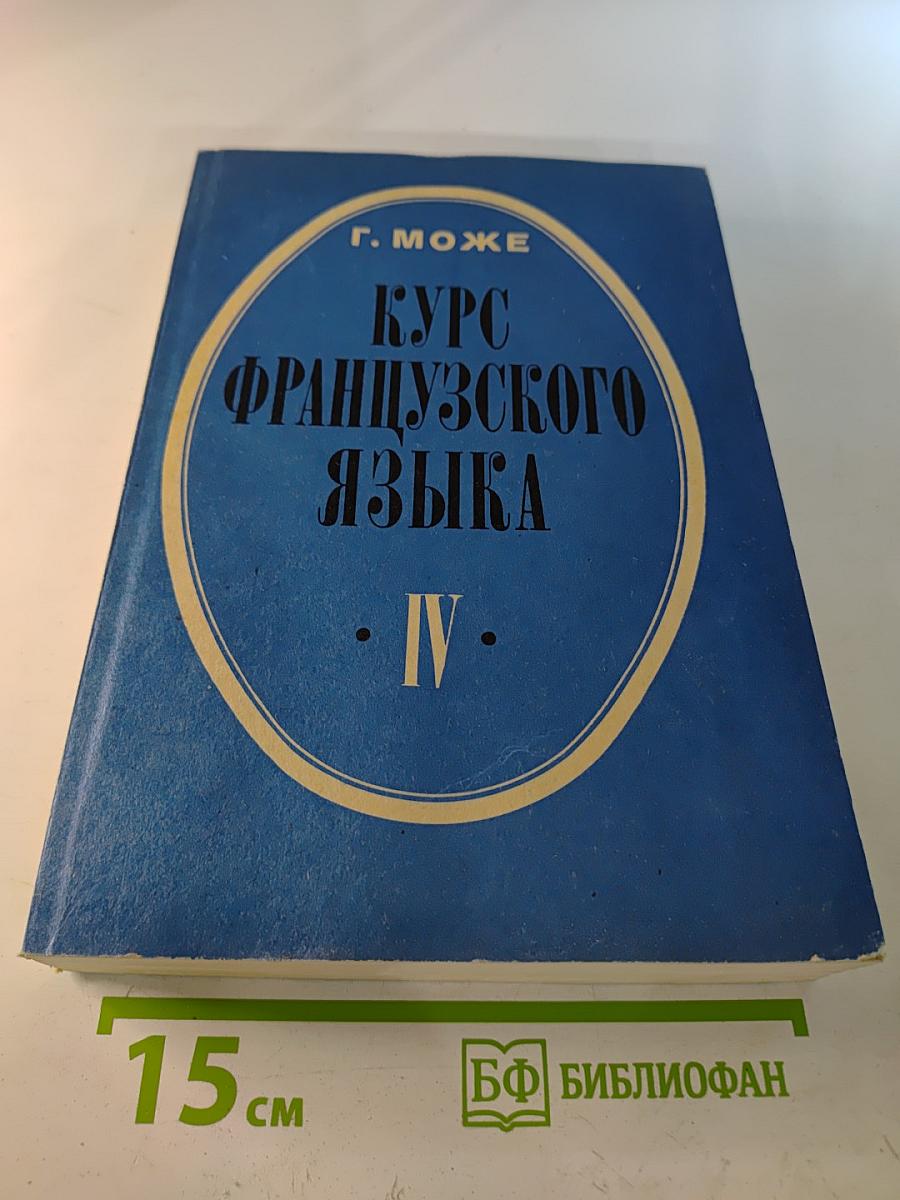 Г. МОЖЕ
КУРС
ФРАНЦУЗСКОГО
ЯЗЫКА
• IV •
15 СМ
БФ БИБЛИОФАН